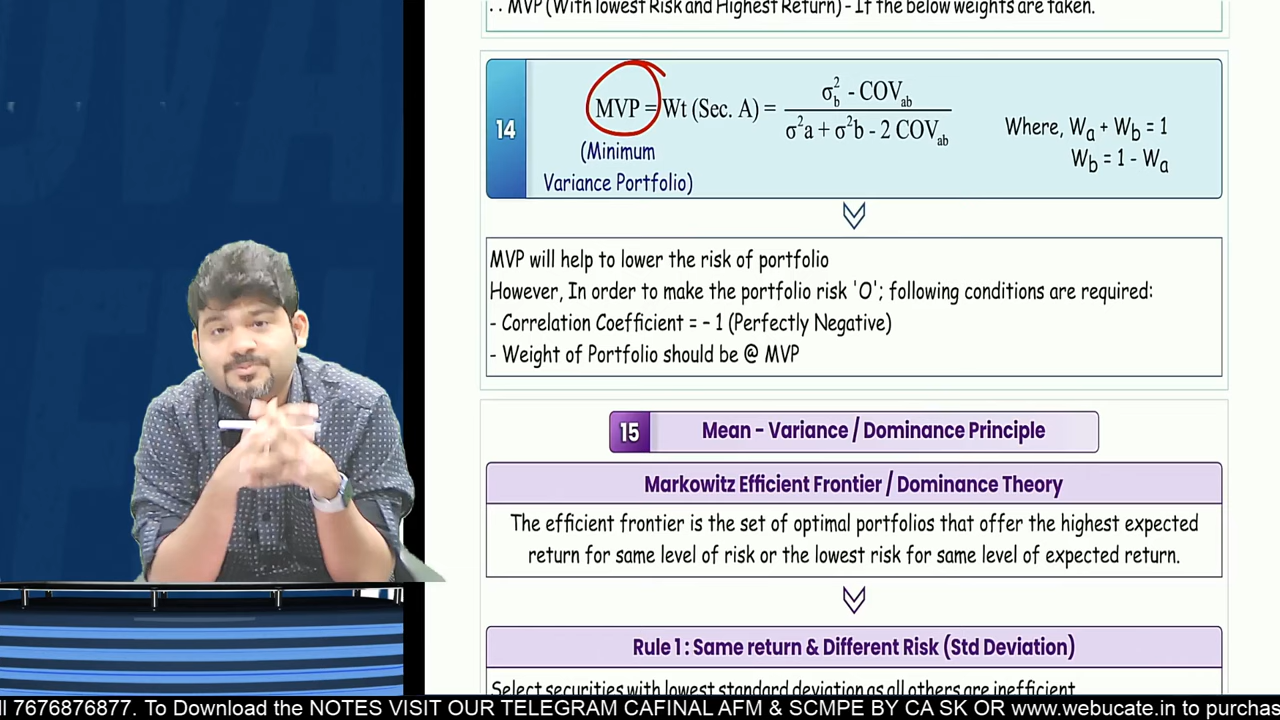 ∴ MVP (With lowest Risk and Highest Return) - If the below weights are taken.
14
MVP = Wt (Sec. A) = (σ²b - COVab) / (σ²a + σ²b - 2 COVab)
(Minimum
Variance Portfolio)
Where, Wa + Wb = 1
Wb = 1 - Wa
MVP will help to lower the risk of portfolio
However, In order to make the portfolio risk 'O'; following conditions are required:
- Correlation Coefficient = – 1 (Perfectly Negative)
- Weight of Portfolio should be @ MVP
15
Mean - Variance / Dominance Principle
Markowitz Efficient Frontier / Dominance Theory
The efficient frontier is the set of optimal portfolios that offer the highest expected
return for same level of risk or the lowest risk for same level of expected return.
Rule 1 : Same return & Different Risk (Std Deviation)
Select securities with lowest standard deviation as all others are inefficient
7676876877. To Download the NOTES VISIT OUR TELEGRAM CAFINAL AFM & SCMPE BY CA SK OR www.webucate.in to